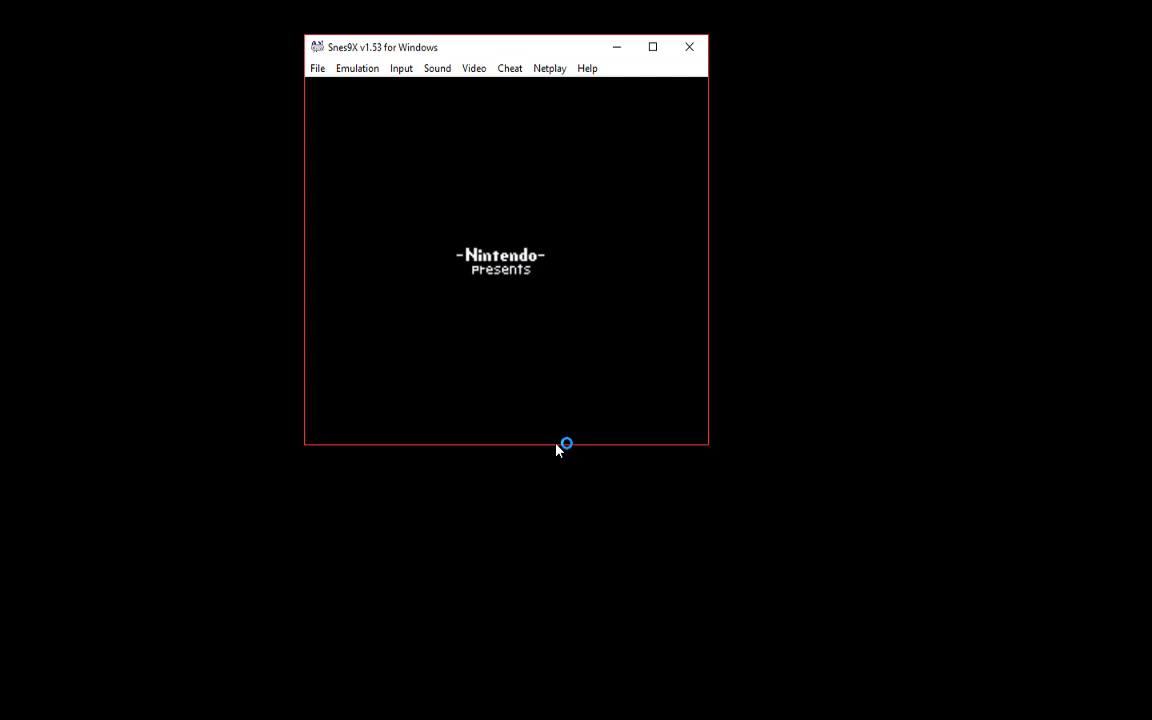 Snes9X v1.53 for Windows
File Emulation Input Sound Video Cheat Netplay Help
-Nintendo-
presents